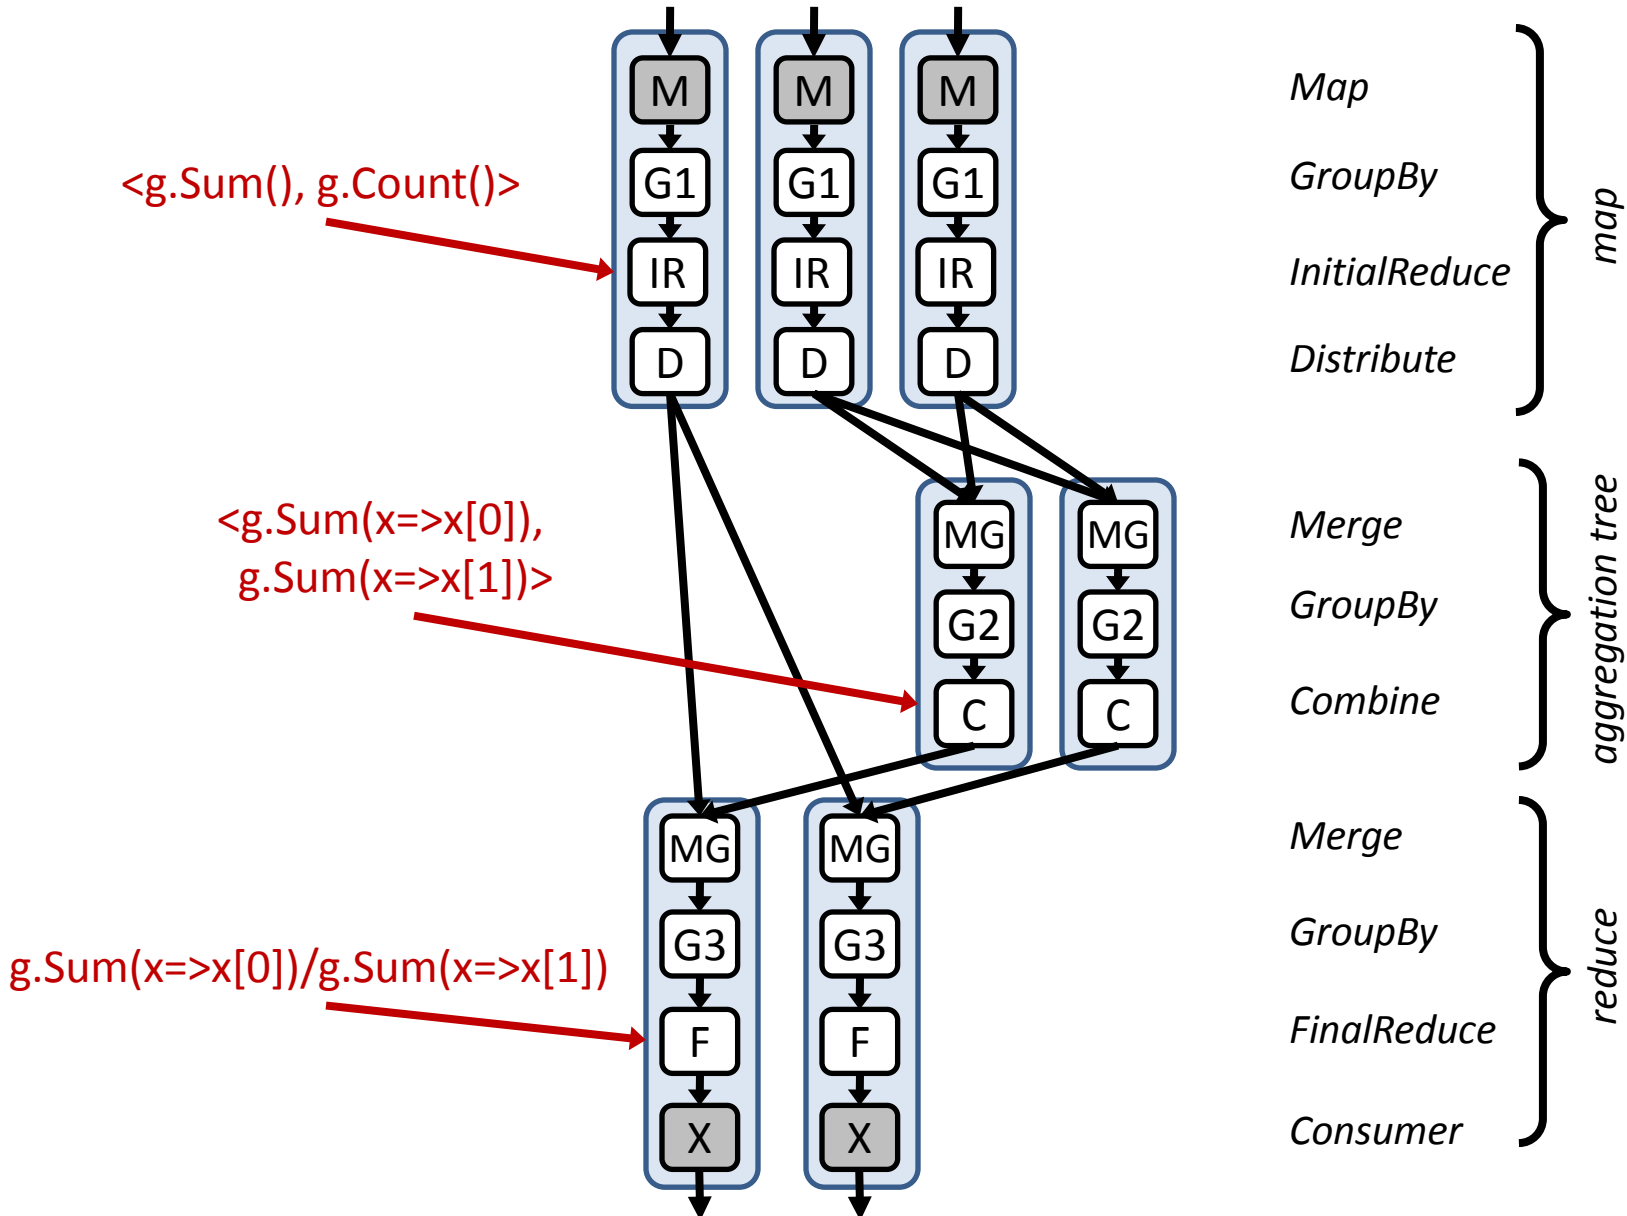 M M M Map
G1 G1 G1 GroupBy
<g.Sum(), g.Count()>
IR IR IR InitialReduce
D D D Distribute
map
<g.Sum(x=>x[0]),
g.Sum(x=>x[1])>
MG MG Merge
G2 G2 GroupBy
C C Combine
aggregation tree
MG MG Merge
G3 G3 GroupBy
g.Sum(x=>x[0])/g.Sum(x=>x[1])
F F FinalReduce
X X Consumer
reduce